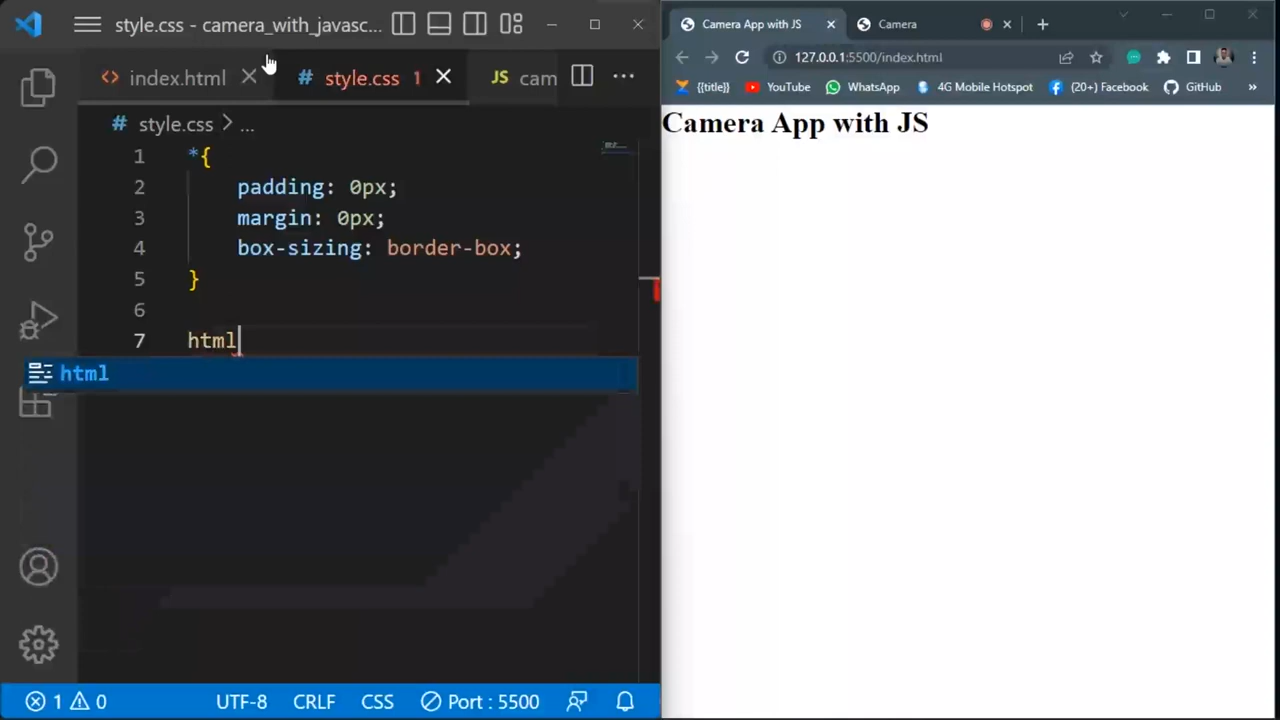 style.css - camera_with_javasc...
index.html
style.css 1
JS cam
# style.css > ...
1 *{
2 padding: 0px;
3 margin: 0px;
4 box-sizing: border-box;
5 }
6
7 html
html
1 0
UTF-8 CRLF CSS Port : 5500
Camera App with JS
Camera
127.0.0.1:5500/index.html
{{title}} YouTube WhatsApp 4G Mobile Hotspot (20+) Facebook GitHub »
Camera App with JS